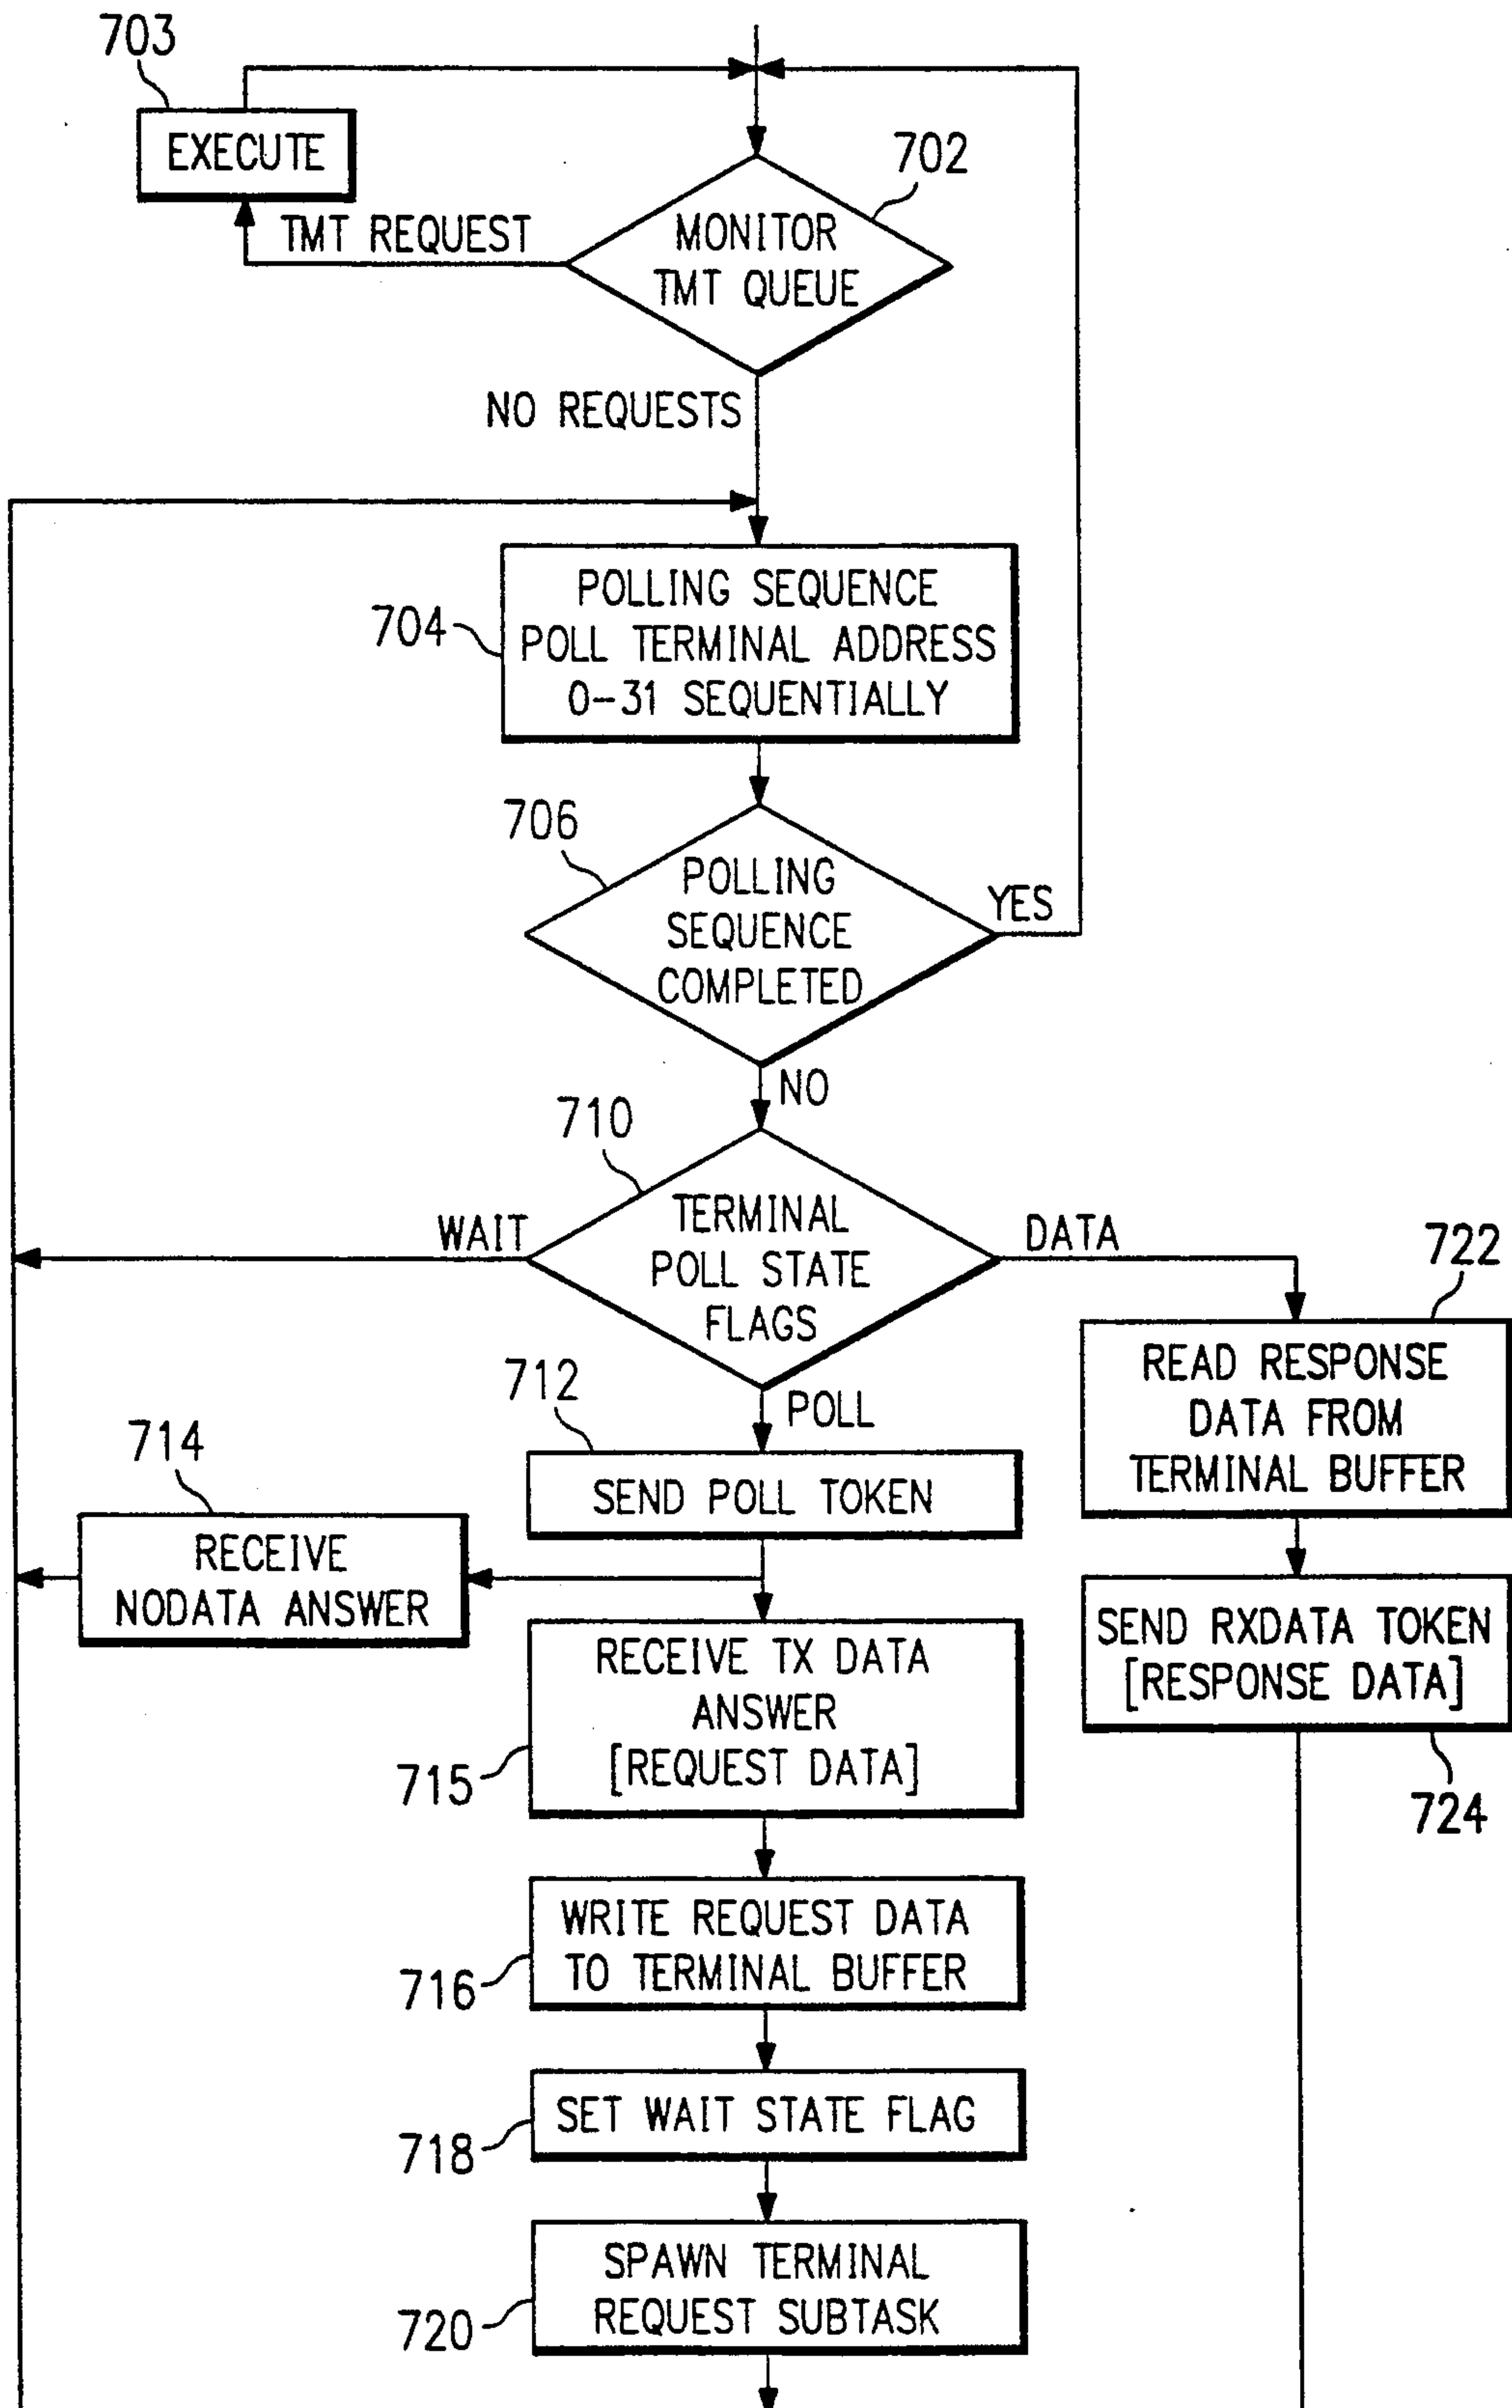 703
EXECUTE
TMT REQUEST
702
MONITOR
TMT QUEUE
NO REQUESTS
704
POLLING SEQUENCE
POLL TERMINAL ADDRESS
0-31 SEQUENTIALLY
706
POLLING
SEQUENCE
COMPLETED
YES
NO
710
TERMINAL
POLL STATE
FLAGS
WAIT
DATA
POLL
722
READ RESPONSE
DATA FROM
TERMINAL BUFFER
712
SEND POLL TOKEN
714
RECEIVE
NODATA ANSWER
SEND RXDATA TOKEN
[RESPONSE DATA]
724
RECEIVE TX DATA
ANSWER
[REQUEST DATA]
715
WRITE REQUEST DATA
TO TERMINAL BUFFER
716
SET WAIT STATE FLAG
718
SPAWN TERMINAL
REQUEST SUBTASK
720